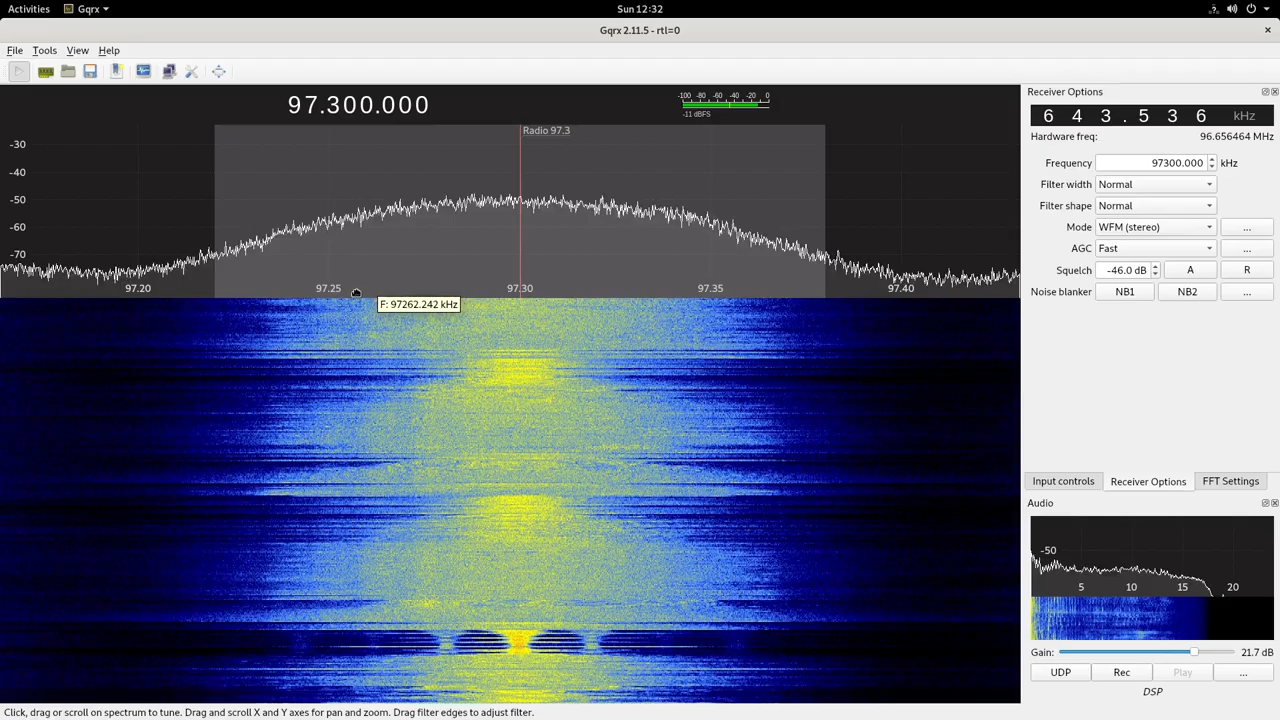 Activities Gqrx Sun 12:32
Gqrx 2.11.5 - rtl=0
File Tools View Help
97.300.000
-100 -80 -60 -40 -20 0
-11 dBFS
Radio 97.3
-30
-40
-50
-60
-70
97.20 97.25 97.30 97.35 97.40
F: 97262.242 kHz
Receiver Options
643.536 kHz
Hardware freq: 96.656464 MHz
Frequency 97300.000 kHz
Filter width Normal
Filter shape Normal
Mode WFM (stereo) ...
AGC Fast ...
Squelch -46.0 dB A R
Noise blanker NB1 NB2 ...
Input controls Receiver Options FFT Settings
Audio
-50
5 10 15 20
Gain: 21.7 dB
UDP Rec Play ...
DSP
Click, drag or scroll on spectrum to tune. Drag and scroll X and Y axes for pan and zoom. Drag filter edges to adjust filter.